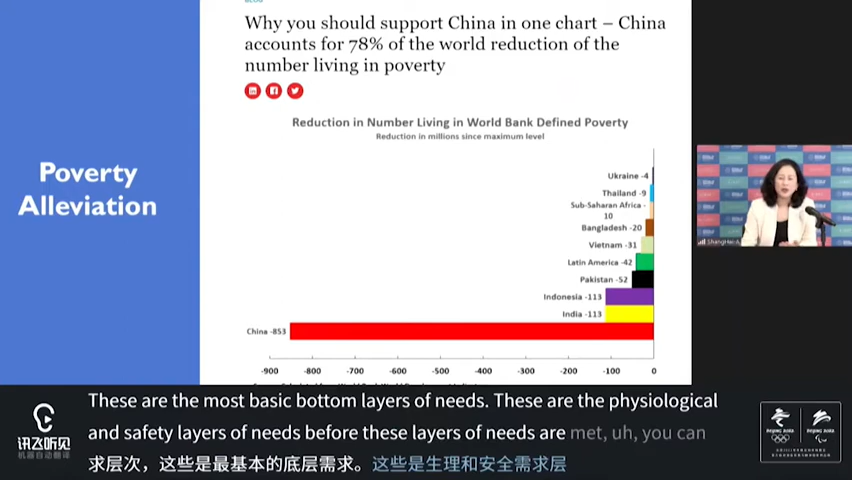 BLOG
Why you should support China in one chart – China
accounts for 78% of the world reduction of the
number living in poverty
Reduction in Number Living in World Bank Defined Poverty
Reduction in millions since maximum level
Poverty
Alleviation
Ukraine -4
Thailand -9
Sub-Saharan Africa -
10
Bangladesh -20
Vietnam -31
Latin America -42
Pakistan -52
Indonesia -113
India -113
China -853
-900 -800 -700 -600 -500 -400 -300 -200 -100 0
These are the most basic bottom layers of needs. These are the physiological
and safety layers of needs before these layers of needs are met, uh, you can
求层次，这些是最基本的底层需求。这些是生理和安全需求层
讯飞听见
机器自动翻译
BEIJING 2022
BEIJING 2022